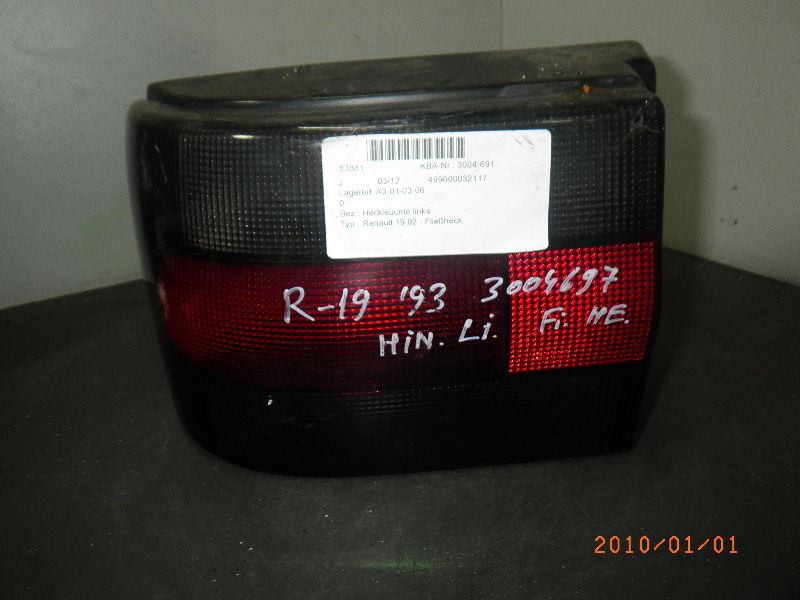 53881 KBA-Nr.: 3004-691
2 03/12 499000032117
Lagerort A3-01-03-06
0
Bez.: Heckleuchte links
Typ: Renault 19 92 - Fließheck
R-19 '93 3004697
HiN. Li. Fi. ME.
2010/01/01